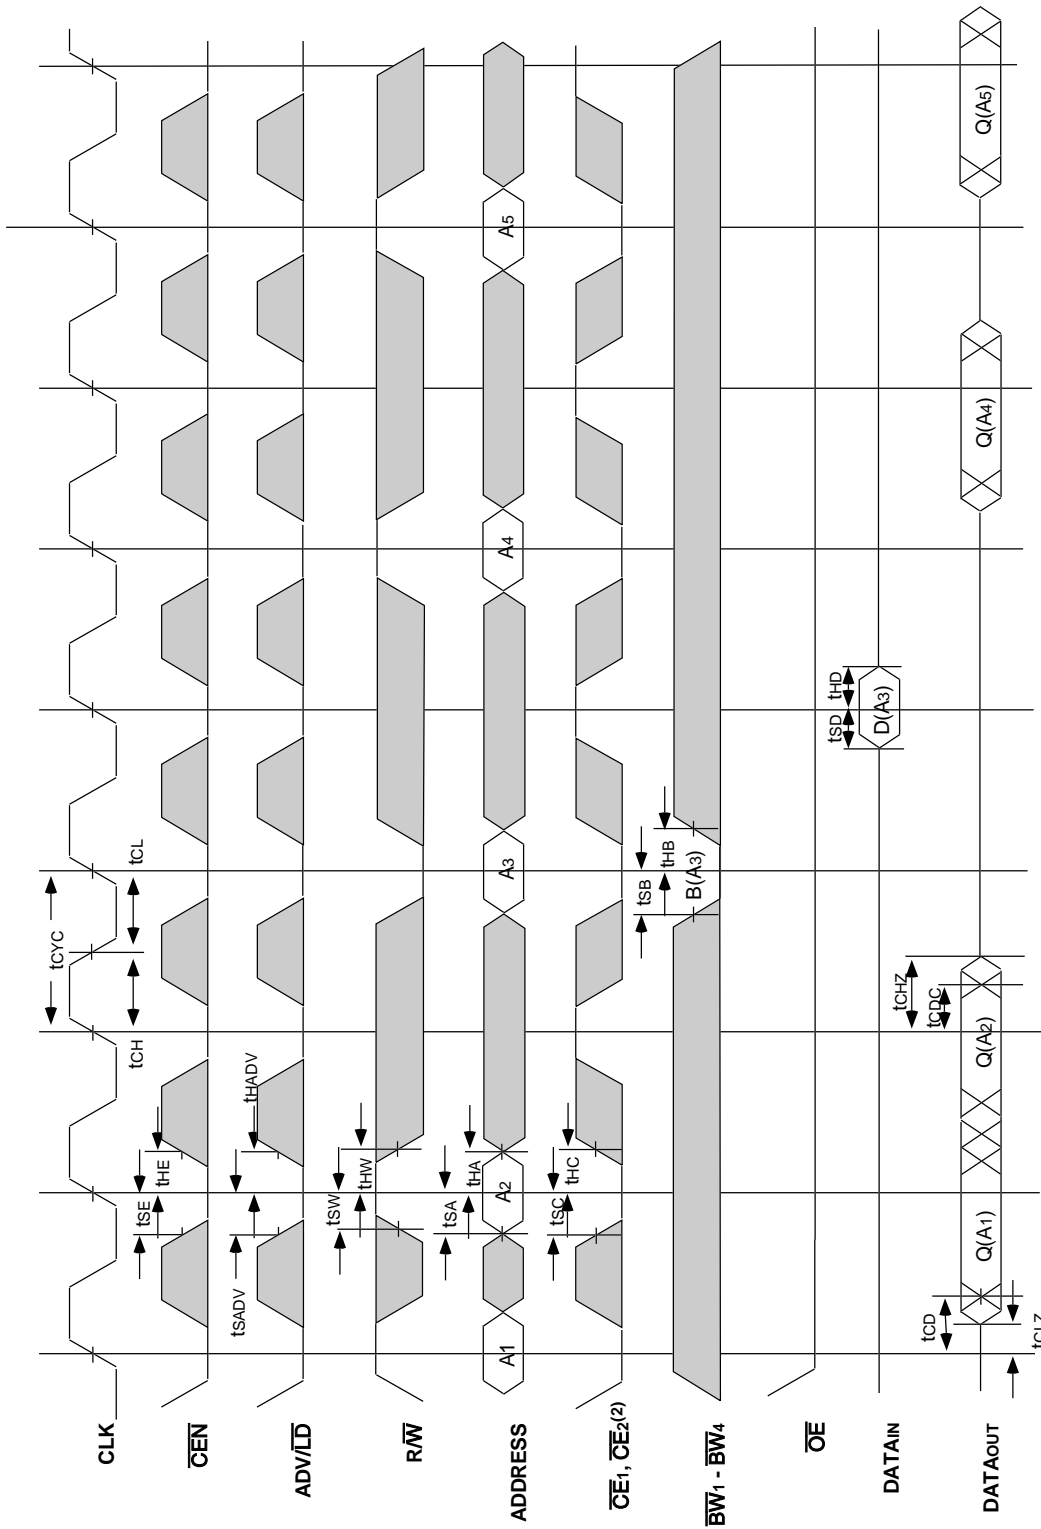 CLK
tCYC
tCH
tCL
CEN
tSE
tHE
ADV/LD
tSADV
tHADV
R/W
tSW
tHW
ADDRESS
A1
A2
A3
A4
A5
tSA
tHA
CE1, CE2(2)
tSC
tHC
BW1 - BW4
tSB
tHB
B(A3)
OE
DATAIN
tSD
tHD
D(A3)
DATAOUT
tCD
tCLZ
Q(A1)
Q(A2)
tCHZ
tCDC
Q(A4)
Q(A5)